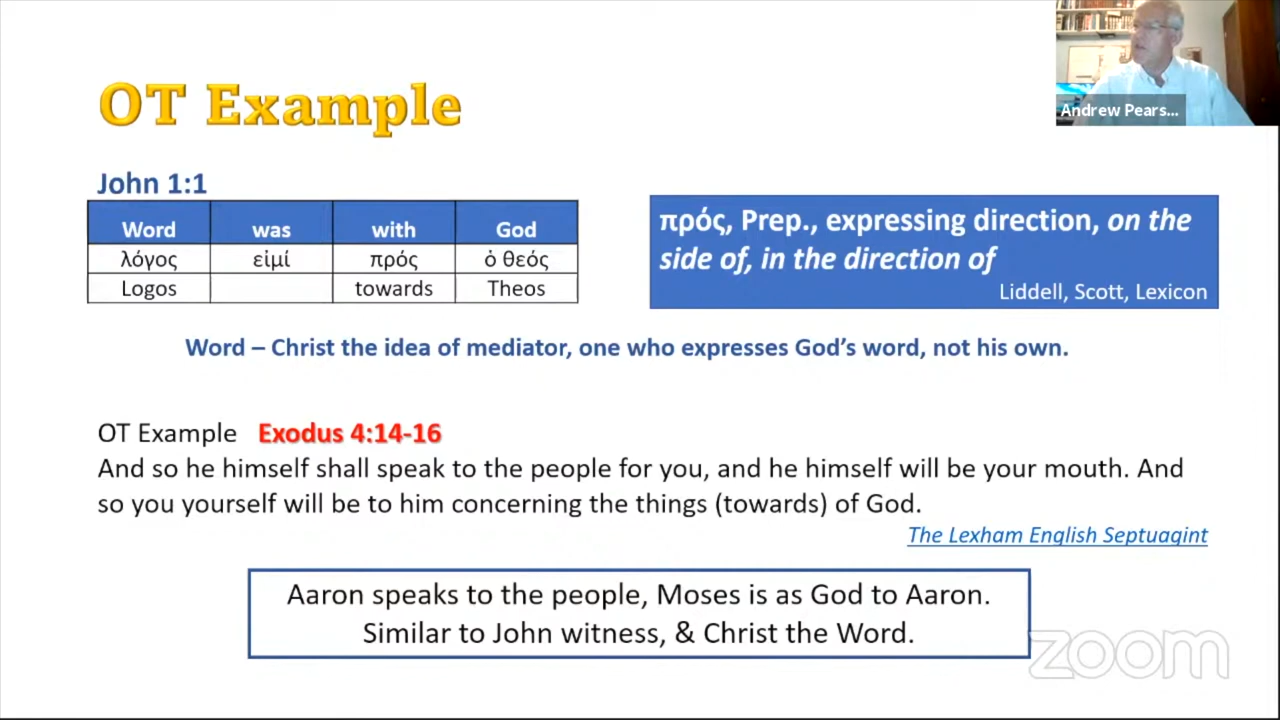 OT Example
Andrew Pears...
John 1:1
Word was with God
λόγος εἰμί πρός ὁ θεός
Logos towards Theos
πρός, Prep., expressing direction, on the
side of, in the direction of
Liddell, Scott, Lexicon
Word – Christ the idea of mediator, one who expresses God’s word, not his own.
OT Example Exodus 4:14-16
And so he himself shall speak to the people for you, and he himself will be your mouth. And
so you yourself will be to him concerning the things (towards) of God.
The Lexham English Septuagint
Aaron speaks to the people, Moses is as God to Aaron.
Similar to John witness, & Christ the Word.
zoom